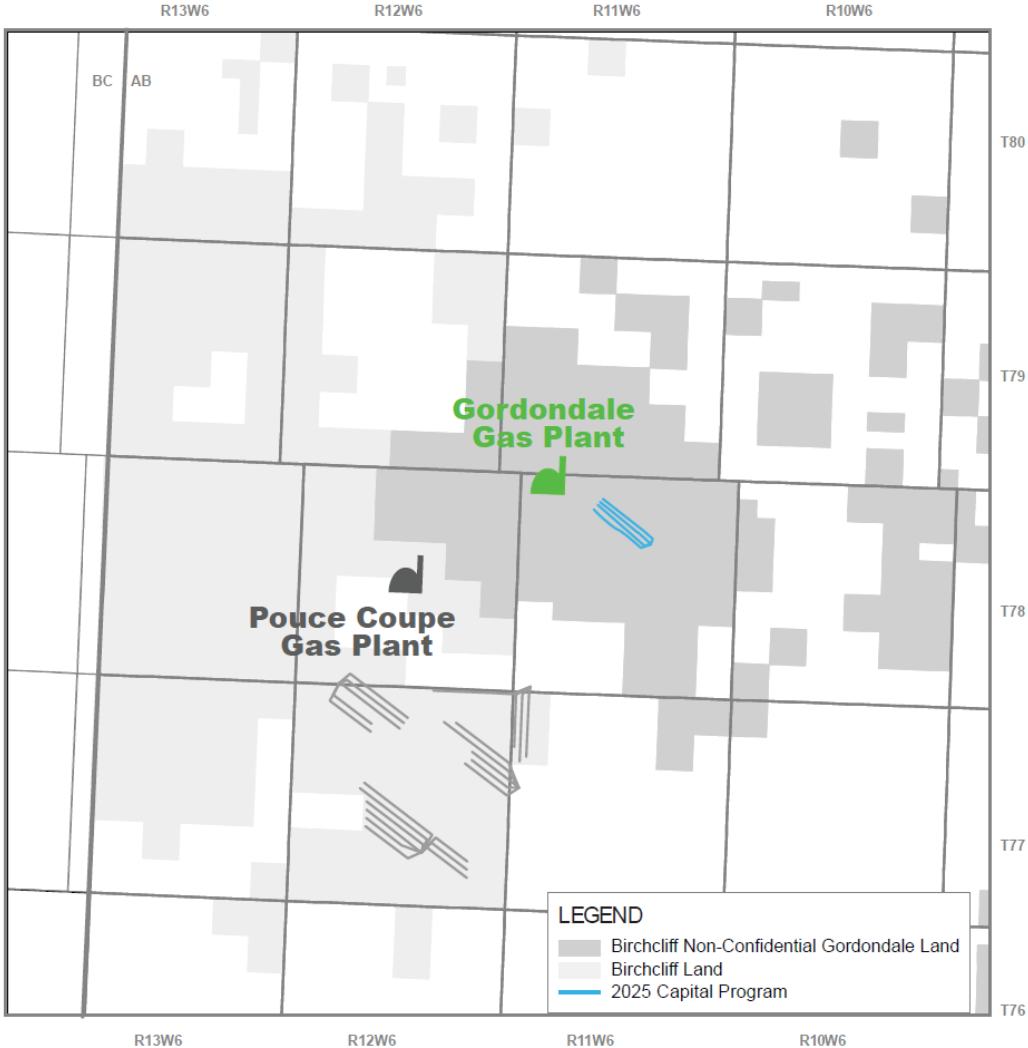 R13W6 R12W6 R11W6 R10W6
BC AB
T80
T79
Gordondale
Gas Plant
Pouce Coupe
Gas Plant
T78
T77
LEGEND
Birchcliff Non-Confidential Gordondale Land
Birchcliff Land
2025 Capital Program
T76
R13W6 R12W6 R11W6 R10W6